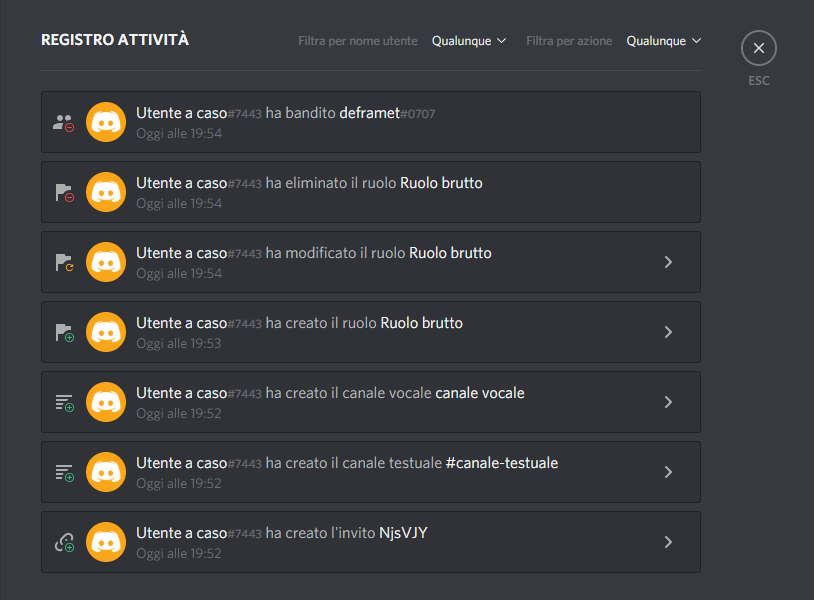 REGISTRO ATTIVITÀ
Filtra per nome utente Qualunque Filtra per azione Qualunque
ESC
Utente a caso#7443 ha bandito deframet#0707
Oggi alle 19:54
Utente a caso#7443 ha eliminato il ruolo Ruolo brutto
Oggi alle 19:54
Utente a caso#7443 ha modificato il ruolo Ruolo brutto
Oggi alle 19:54
Utente a caso#7443 ha creato il ruolo Ruolo brutto
Oggi alle 19:53
Utente a caso#7443 ha creato il canale vocale canale vocale
Oggi alle 19:52
Utente a caso#7443 ha creato il canale testuale #canale-testuale
Oggi alle 19:52
Utente a caso#7443 ha creato l'invito NjsVJY
Oggi alle 19:52